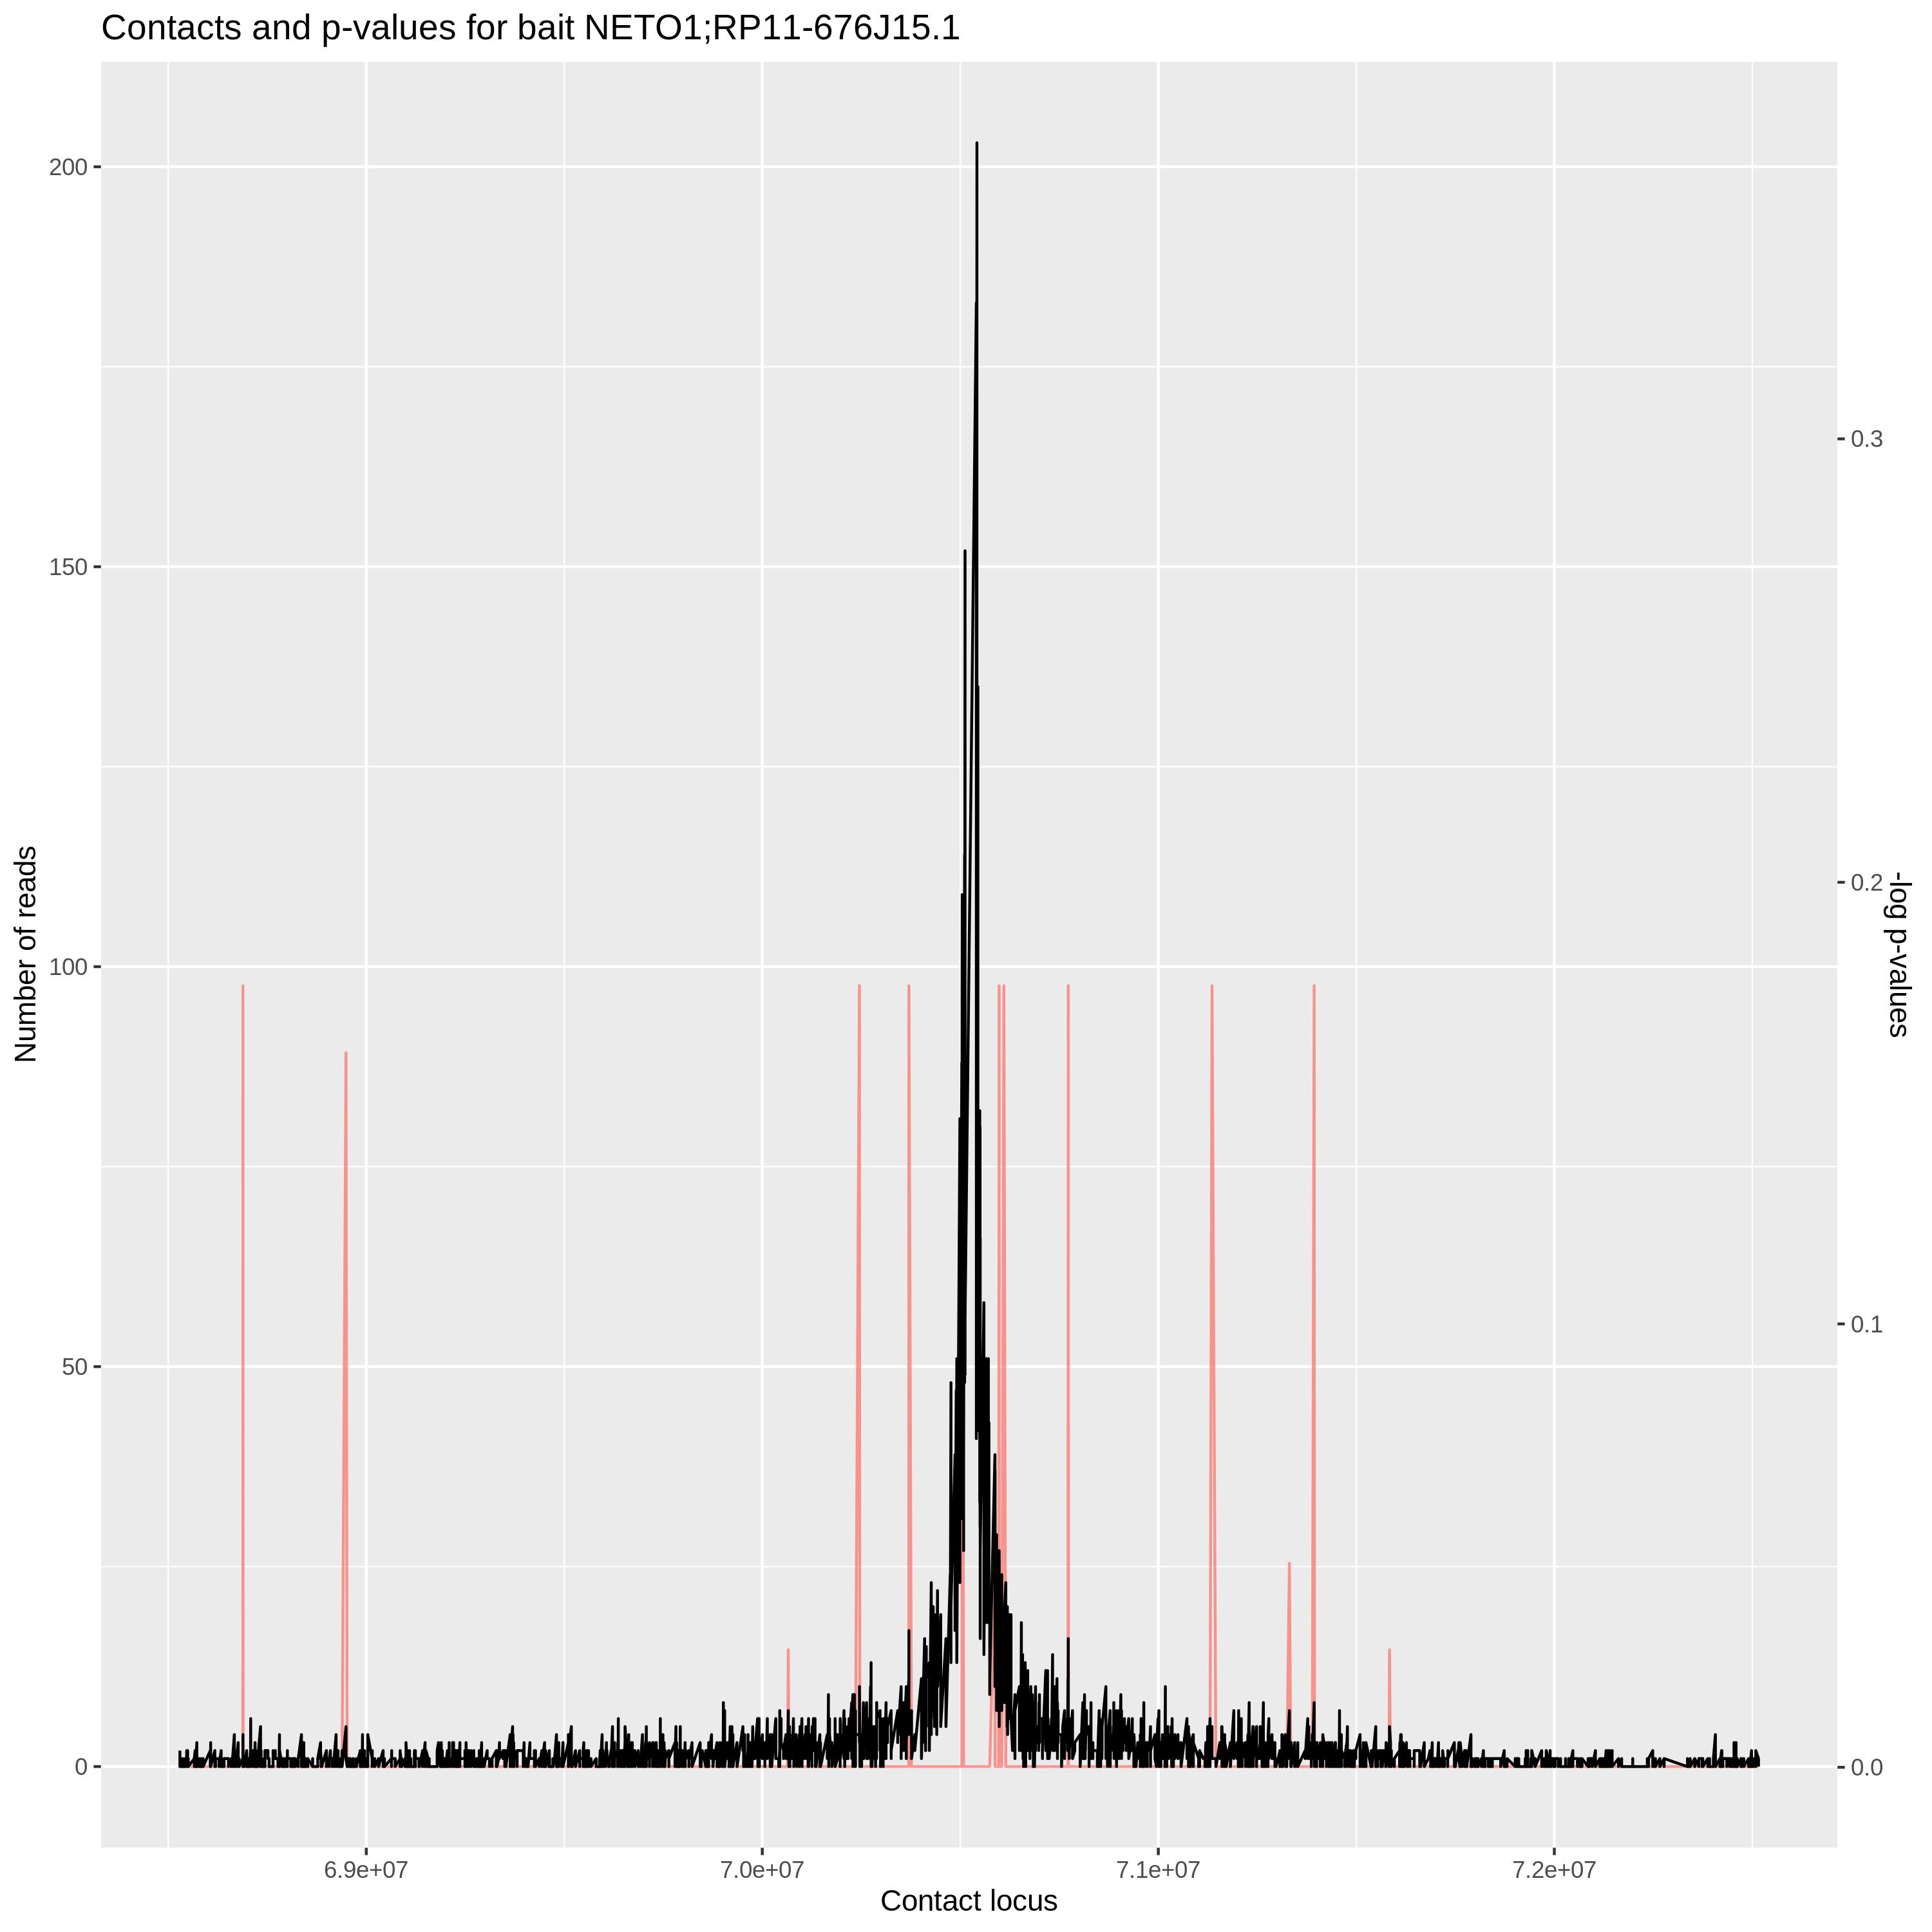 Contacts and p-values for bait NETO1;RP11-676J15.1
200
150
100
50
0
Number of reads
0.3
0.2
0.1
0.0
-log p-values
6.9e+07
7.0e+07
7.1e+07
7.2e+07
Contact locus